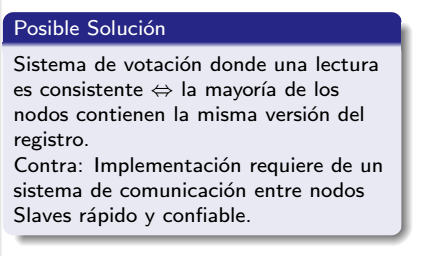 Posible Solución
Sistema de votación donde una lectura
es consistente ⇔ la mayoría de los
nodos contienen la misma versión del
registro.
Contra: Implementación requiere de un
sistema de comunicación entre nodos
Slaves rápido y confiable.